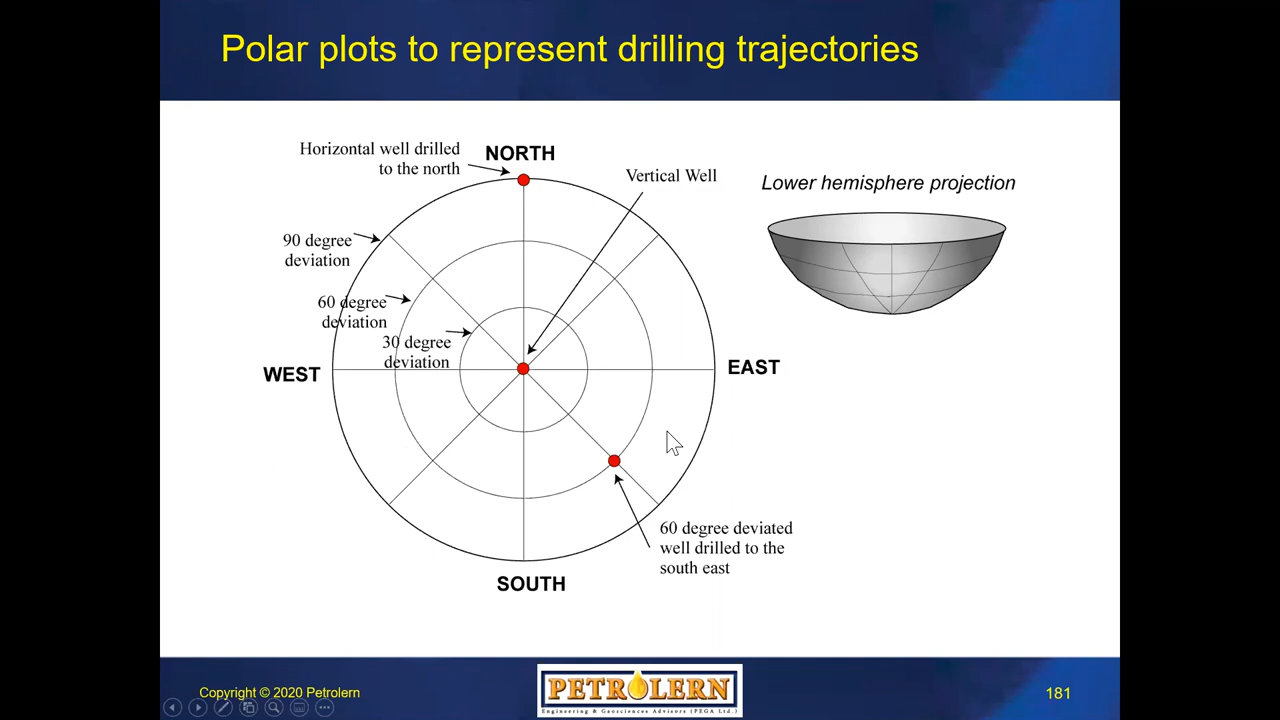 Polar plots to represent drilling trajectories
Horizontal well drilled
to the north
NORTH
Vertical Well
Lower hemisphere projection
90 degree
deviation
60 degree
deviation
30 degree
deviation
WEST
EAST
60 degree deviated
well drilled to the
south east
SOUTH
Copyright © 2020 Petrolern
PETROLERN
Engineering & Geosciences Advisors (PEGA Ltd.)
181